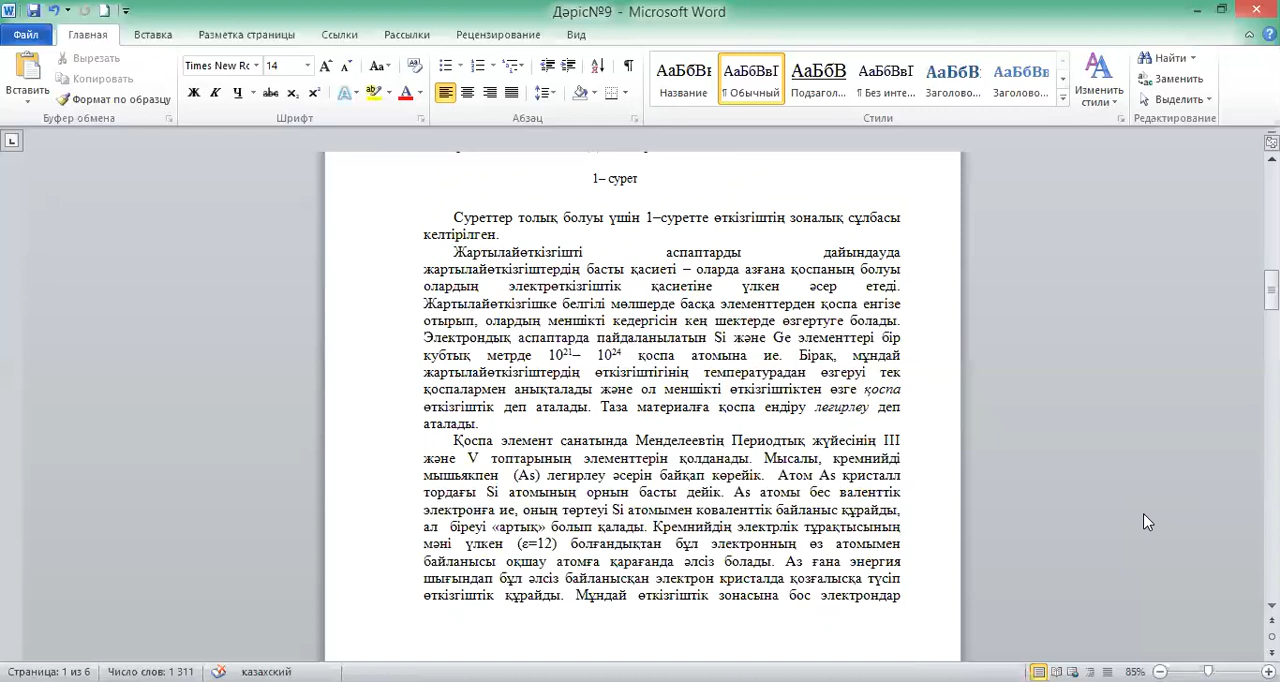 Дәріс№9 - Microsoft Word
Файл Главная Вставка Разметка страницы Ссылки Рассылки Рецензирование Вид
Вставить
Вырезать
Копировать
Формат по образцу
Буфер обмена
Times New Ro 14
Ж К Ч abc x₂ x²
Шрифт
Абзац
АаБбВв АаБбВвГ АаБбВ АаБбВвГ АаБбВ АаБбВв
Название ¶ Обычный Подзагол... ¶ Без инте... Заголово... Заголово...
Стили
Изменить стили
Найти
Заменить
Выделить
Редактирование
1– сурет
Суреттер толық болуы үшін 1–суретте өткізгіштің зоналық сұлбасы
келтірілген.
Жартылайөткізгішті аспаптарды дайындауда
жартылайөткізгіштердің басты қасиеті – оларда азғана қоспаның болуы
олардың электрөткізгіштік қасиетіне үлкен әсер етеді.
Жартылайөткізгішке белгілі мөлшерде басқа элементтерден қоспа енгізе
отырып, олардың меншікті кедергісін кең шектерде өзгертуге болады.
Электрондық аспаптарда пайдаланылатын Si және Ge элементтері бір
кубтық метрде 10²¹– 10²⁴ қоспа атомына ие. Бірақ, мұндай
жартылайөткізгіштердің өткізгіштігінің температурадан өзгеруі тек
қоспалармен анықталады және ол меншікті өткізгіштіктен өзге қоспа
өткізгіштік деп аталады. Таза материалға қоспа ендіру легирлеу деп
аталады.
Қоспа элемент санатында Менделеевтің Периодтық жүйесінің III
және V топтарының элементтерін қолданады. Мысалы, кремнийді
мышьякпен (As) легирлеу әсерін байқап көрейік. Атом As кристалл
тордағы Si атомының орнын басты дейік. As атомы бес валенттік
электронға ие, оның төртеуі Si атомымен коваленттік байланыс құрайды,
ал біреуі «артық» болып қалады. Кремнийдің электрлік тұрақтысының
мәні үлкен (ε=12) болғандықтан бұл электронның өз атомымен
байланысы оқшау атомға қарағанда әлсіз болады. Аз ғана энергия
шығындап бұл әлсіз байланысқан электрон кристалда қозғалысқа түсіп
өткізгіштік құрайды. Мұндай өткізгіштік зонасына бос электрондар
Страница: 1 из 6 Число слов: 1 311 казахский 85%